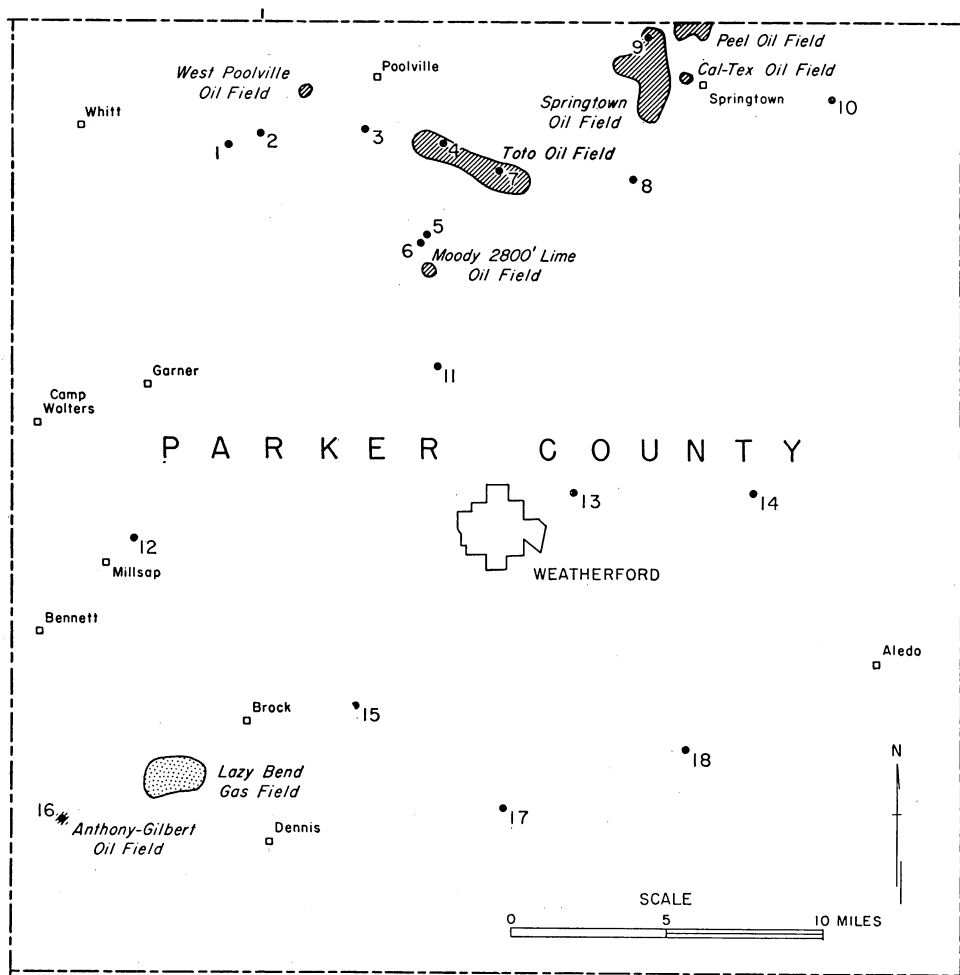 Peel Oil Field
9
West Poolville
Oil Field
Poolville
Cal-Tex Oil Field
Springtown
Oil Field
Springtown
10
Whitt
1
2
3
4
Toto Oil Field
7
8
5
6
Moody 2800' Lime
Oil Field
11
Garner
Camp
Wolters
PARKER COUNTY
13
14
12
Millsap
WEATHERFORD
Bennett
Aledo
Brock
15
18
N
Lazy Bend
Gas Field
16
Anthony-Gilbert
Oil Field
17
Dennis
SCALE
0 5 10 MILES